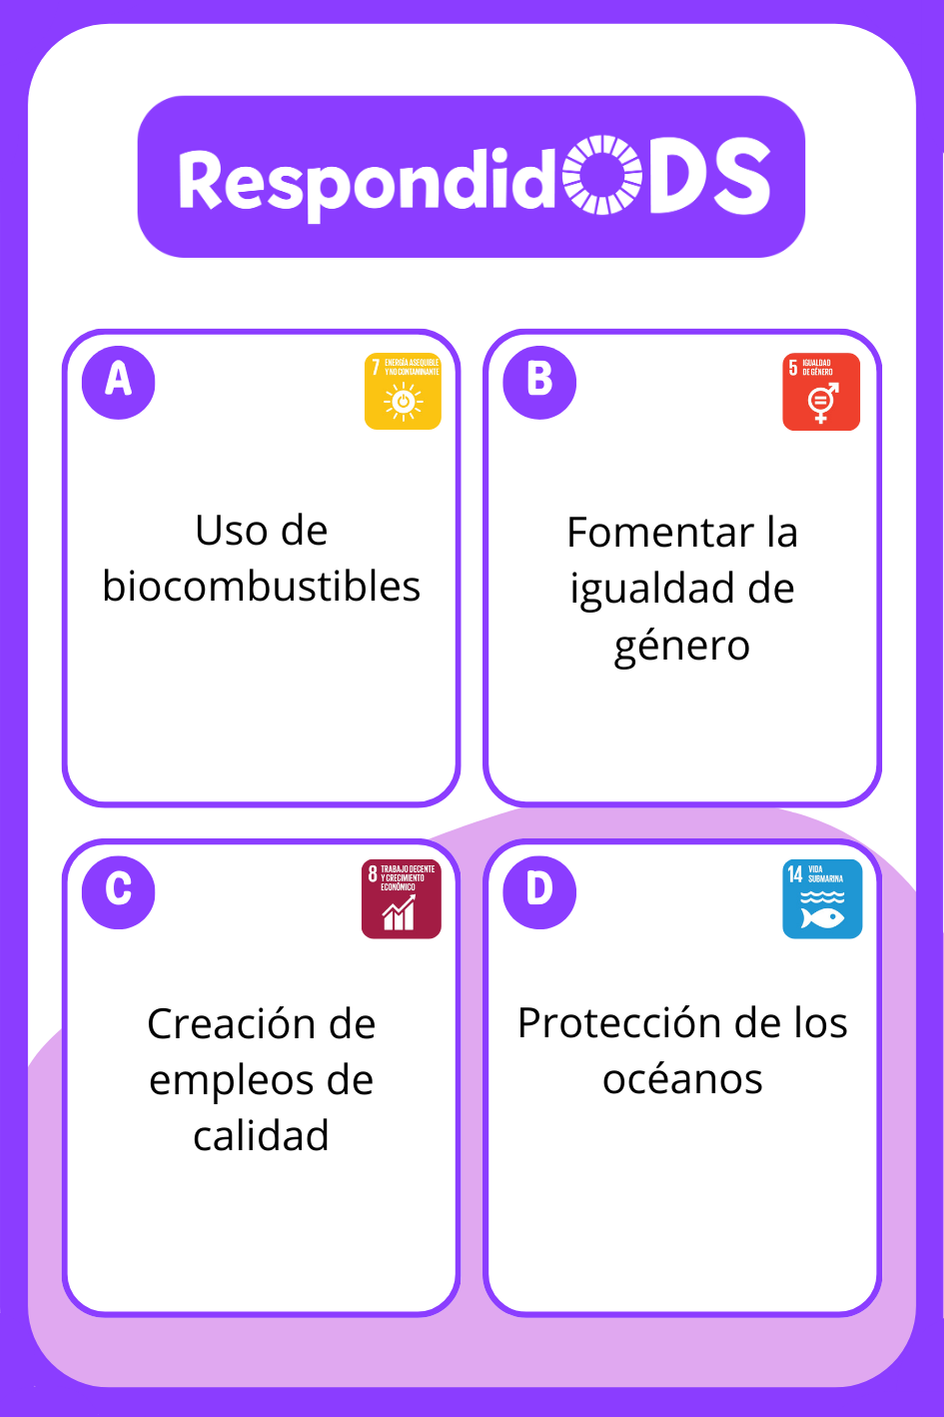 RespondidODS
A
7 ENERGÍA ASEQUIBLE
Y NO CONTAMINANTE
Uso de
biocombustibles
B
5 IGUALDAD
DE GÉNERO
Fomentar la
igualdad de
género
C
8 TRABAJO DECENTE
Y CRECIMIENTO
ECONÓMICO
Creación de
empleos de
calidad
D
14 VIDA
SUBMARINA
Protección de los
océanos